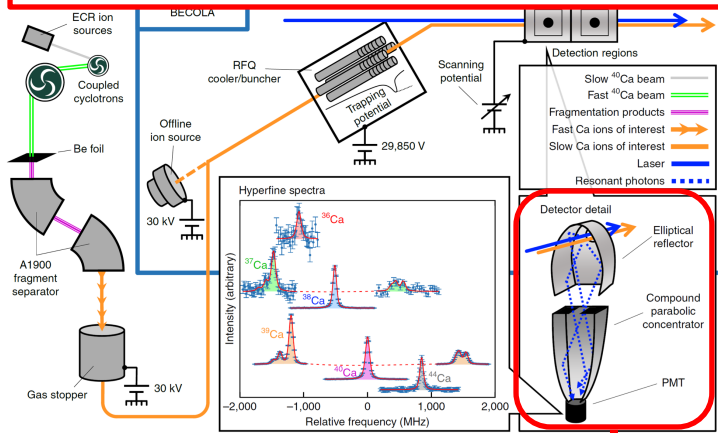 ECR ion
sources
BECOLA
Coupled
cyclotrons
Be foil
A1900
fragment
separator
Gas stopper
30 kV
Offline
ion source
30 kV
RFQ
cooler/buncher
Trapping
potential
29,850 V
Scanning
potential
Detection regions
Slow ⁴⁰Ca beam
Fast ⁴⁰Ca beam
Fragmentation products
Fast Ca ions of interest
Slow Ca ions of interest
Laser
Resonant photons
Hyperfine spectra
³⁶Ca
³⁷Ca
³⁸Ca
³⁹Ca
⁴⁰Ca
⁴⁴Ca
Intensity (arbitrary)
–2,000
–1,000
0
1,000
2,000
Relative frequency (MHz)
Detector detail
Elliptical
reflector
Compound
parabolic
concentrator
PMT